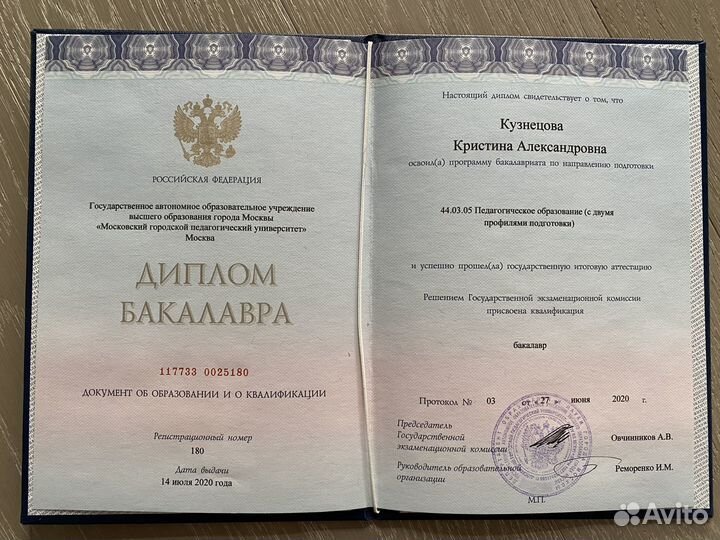 РОССИЙСКАЯ ФЕДЕРАЦИЯ
Государственное автономное образовательное учреждение
высшего образования города Москвы
«Московский городской педагогический университет»
Москва
ДИПЛОМ
БАКАЛАВРА
117733 0025180
ДОКУМЕНТ ОБ ОБРАЗОВАНИИ И О КВАЛИФИКАЦИИ
Регистрационный номер
180
Дата выдачи
14 июля 2020 года
Настоящий диплом свидетельствует о том, что
Кузнецова
Кристина Александровна
освоил(а) программу бакалавриата по направлению подготовки
44.03.05 Педагогическое образование (с двумя
профилями подготовки)
и успешно прошел(ла) государственную итоговую аттестацию
Решением Государственной экзаменационной комиссии
присвоена квалификация
бакалавр
Протокол № 03 от «27» июня 2020 г.
Председатель
Государственной
экзаменационной комиссии
Овчинников А.В.
Руководитель образовательной
организации
Реморенко И.М.
М.П.
Avito